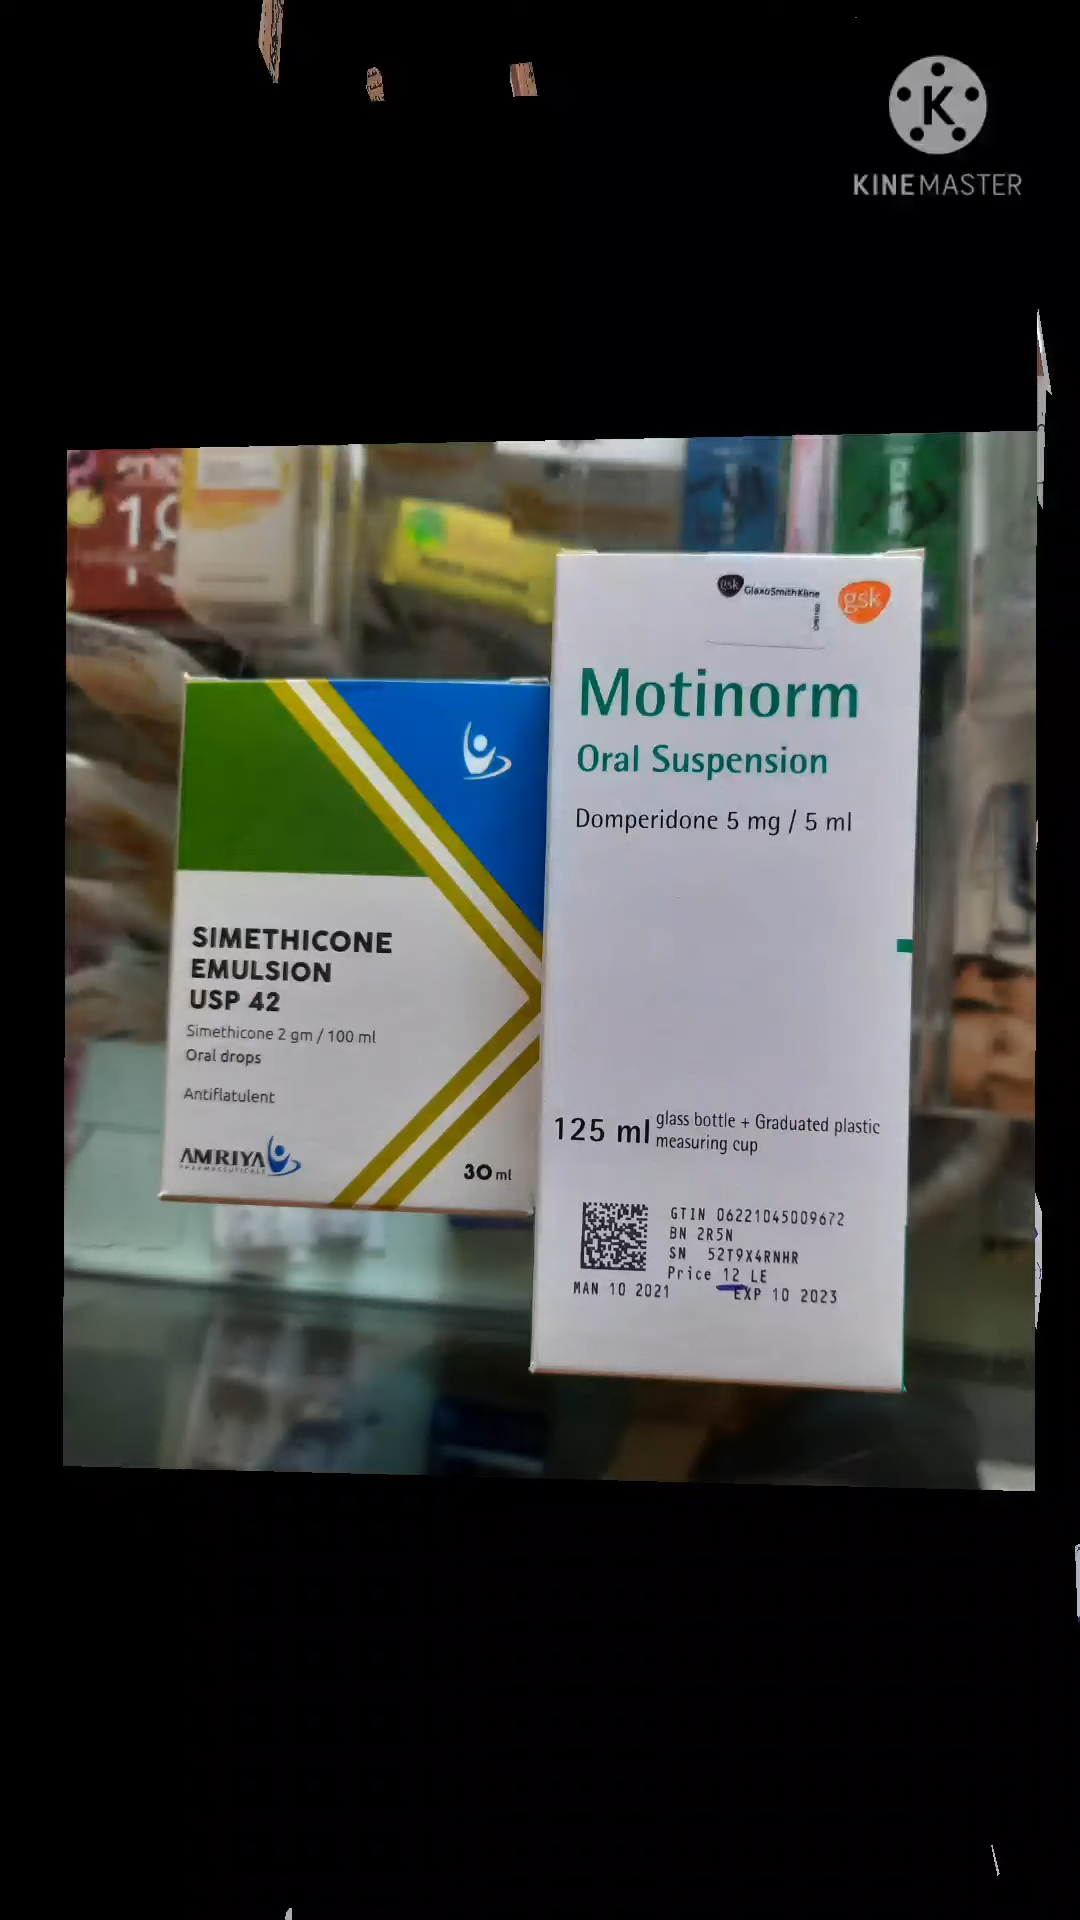 K
KINEMASTER
19
gsk GlaxoSmithKline
gsk
Motinorm
Oral Suspension
Domperidone 5 mg / 5 ml
125 ml glass bottle + Graduated plastic
measuring cup
GTIN 06221045009672
BN 2R5N
SN 52T9X4RNHR
Price 12 LE
MAN 10 2021 EXP 10 2023
SIMETHICONE
EMULSION
USP 42
Simethicone 2 gm / 100 ml
Oral drops
Antiflatulent
AMRIYA
PHARMACEUTICALS
30 ml